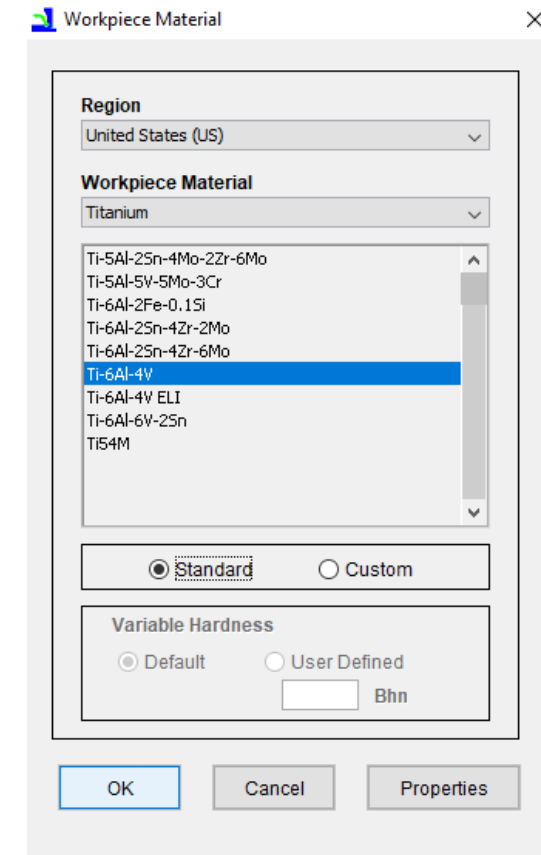 Workpiece Material
Region
United States (US)
Workpiece Material
Titanium
Ti-5Al-2Sn-4Mo-2Zr-6Mo
Ti-5Al-5V-5Mo-3Cr
Ti-6Al-2Fe-0.1Si
Ti-6Al-2Sn-4Zr-2Mo
Ti-6Al-2Sn-4Zr-6Mo
Ti-6Al-4V
Ti-6Al-4V ELI
Ti-6Al-6V-2Sn
Ti54M
Standard Custom
Variable Hardness
Default User Defined
Bhn
OK Cancel Properties